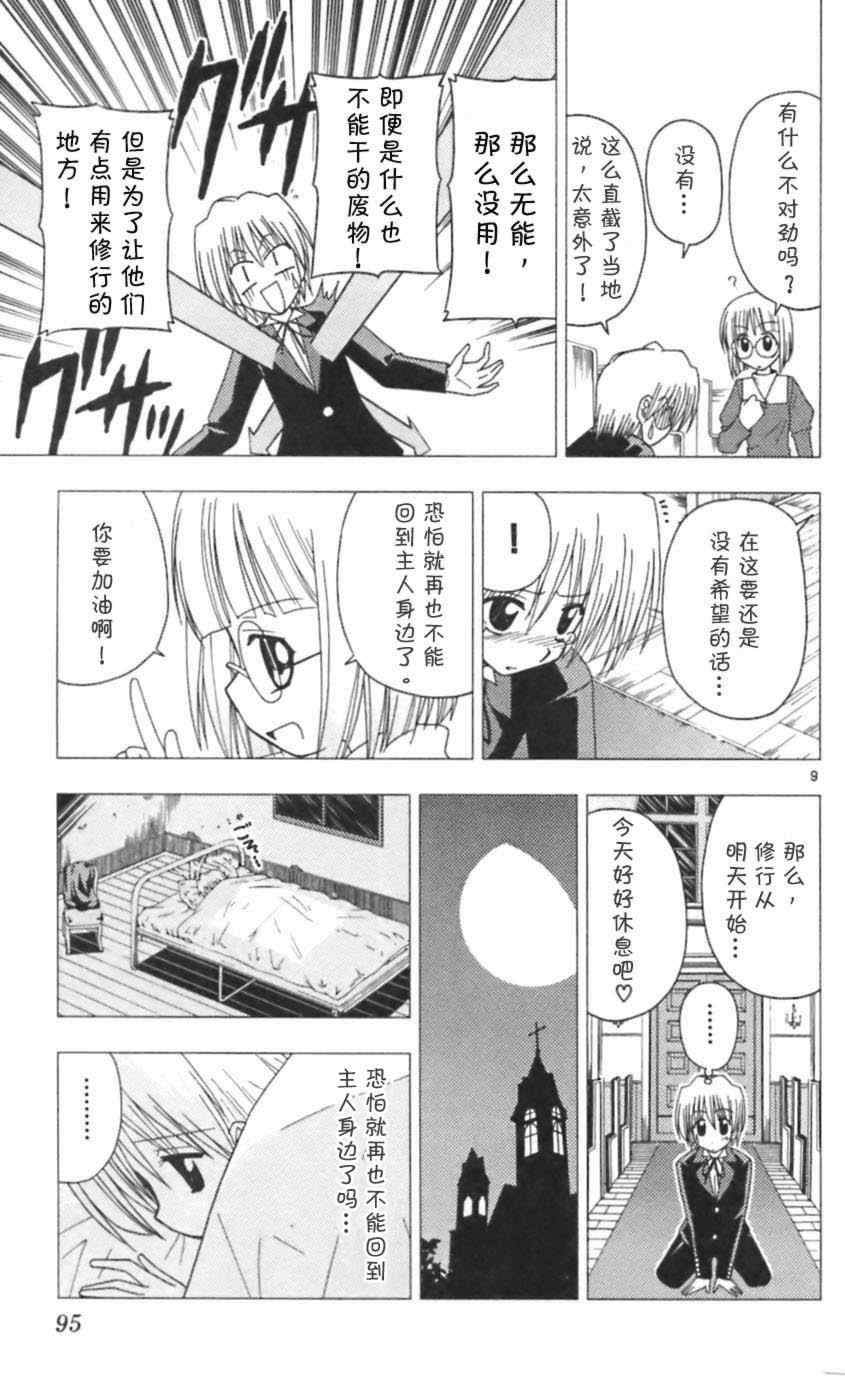 有什么不对劲吗？
没有…
这么直截了当地
说，太意外了！
？
那么无能，
那么没用！
即便是什么也
不能干的废物！
但是为了让他们
有点用来修行的
地方！
グサ
グサ
グサッ
在这要还是
没有希望的话…
！
恐怕就再也不能
回到主人身边了。
你要加油啊！
9
那么，
修行从
明天开始…
今天好好休息吧♡
……
恐怕就再也不能回到
主人身边了吗…
……
95